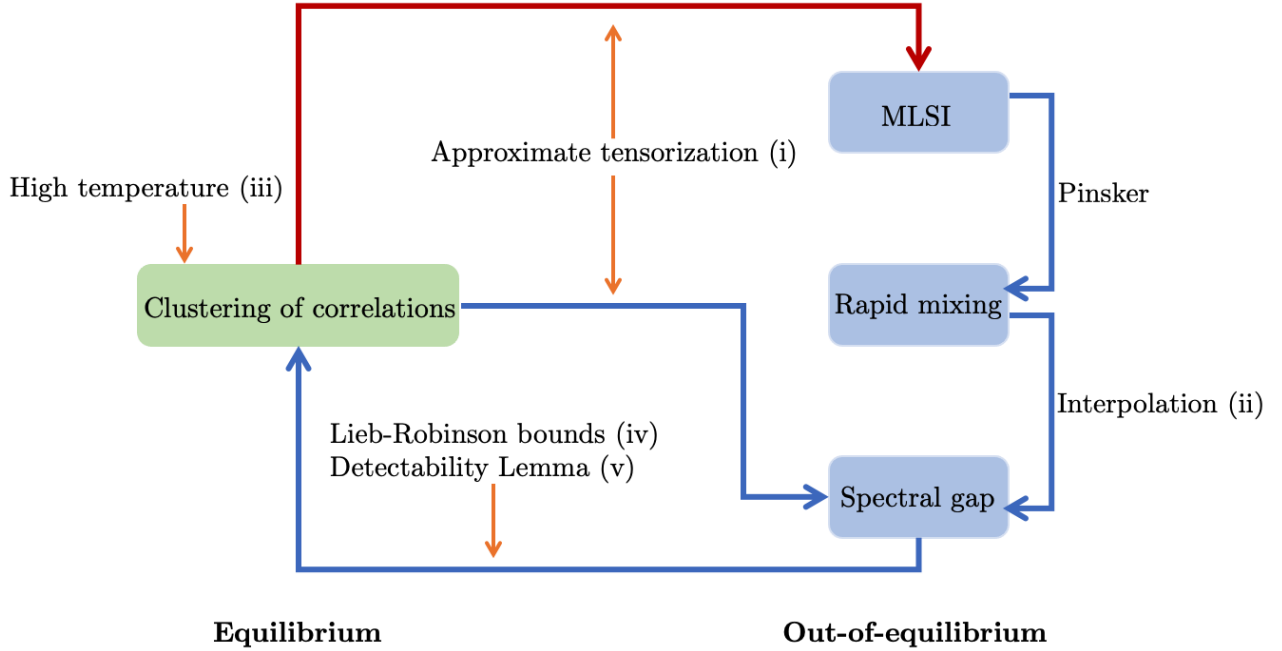 MLSI
Approximate tensorization (i)
High temperature (iii)
Pinsker
Clustering of correlations
Rapid mixing
Interpolation (ii)
Lieb-Robinson bounds (iv)
Detectability Lemma (v)
Spectral gap
Equilibrium
Out-of-equilibrium